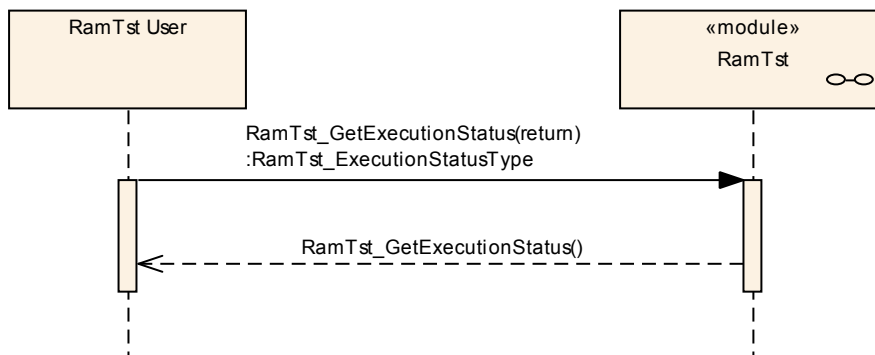 RamTst User
«module»
RamTst
RamTst_GetExecutionStatus(return)
:RamTst_ExecutionStatusType
RamTst_GetExecutionStatus()